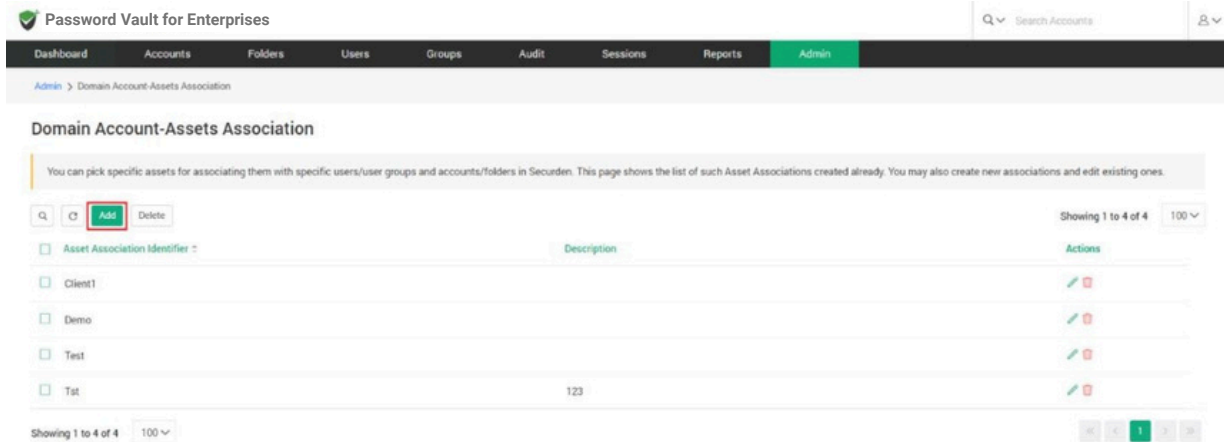 Password Vault for Enterprises
Search Accounts
Dashboard Accounts Folders Users Groups Audit Sessions Reports Admin
Admin > Domain Account-Assets Association
Domain Account-Assets Association
You can pick specific assets for associating them with specific users/user groups and accounts/folders in Securden. This page shows the list of such Asset Associations created already. You may also create new associations and edit existing ones.
Add Delete Showing 1 to 4 of 4 100
Asset Association Identifier Description Actions
Client1
Demo
Test
Tst 123
Showing 1 to 4 of 4 100 << < 1 > >>